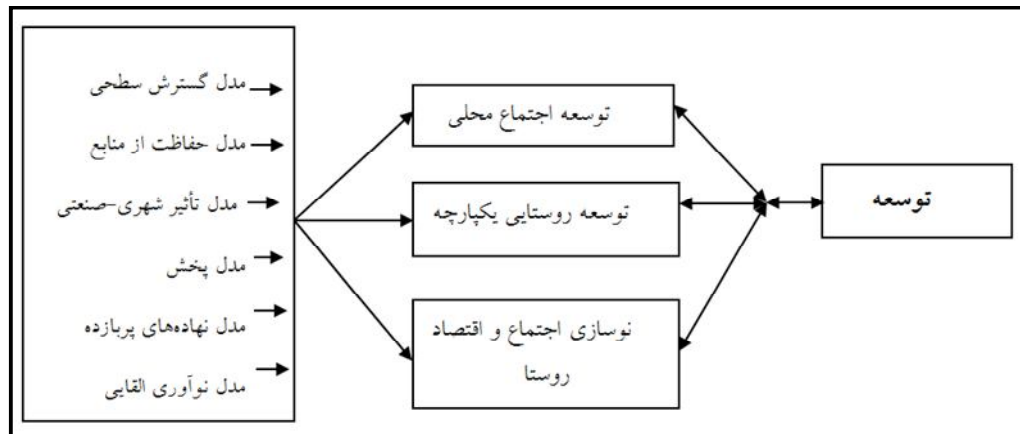 مدل گسترش سطحی
مدل حفاظت از منابع
مدل تأثیر شهری-صنعتی
مدل پخش
مدل نهاده‌های پربازده
مدل نوآوری القایی
توسعه اجتماع محلی
توسعه روستایی یکپارچه
نوسازی اجتماع و اقتصاد
روستا
توسعه